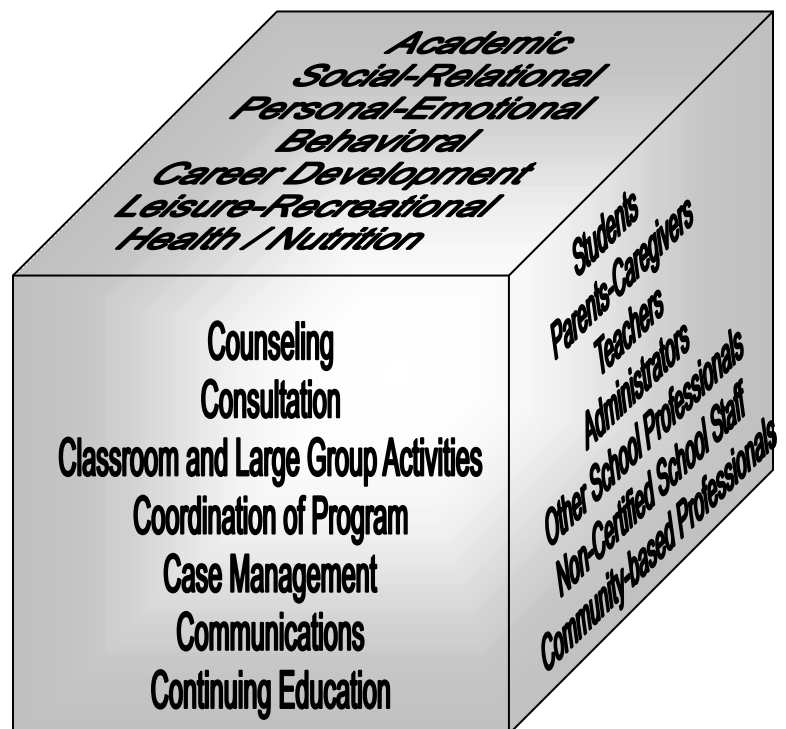 Academic
Social-Relational
Personal-Emotional
Behavioral
Career Development
Leisure-Recreational
Health / Nutrition
Counseling
Consultation
Classroom and Large Group Activities
Coordination of Program
Case Management
Communications
Continuing Education
Students
Parents-Caregivers
Teachers
Administrators
Other School Professionals
Non-Certified School Staff
Community-based Professionals